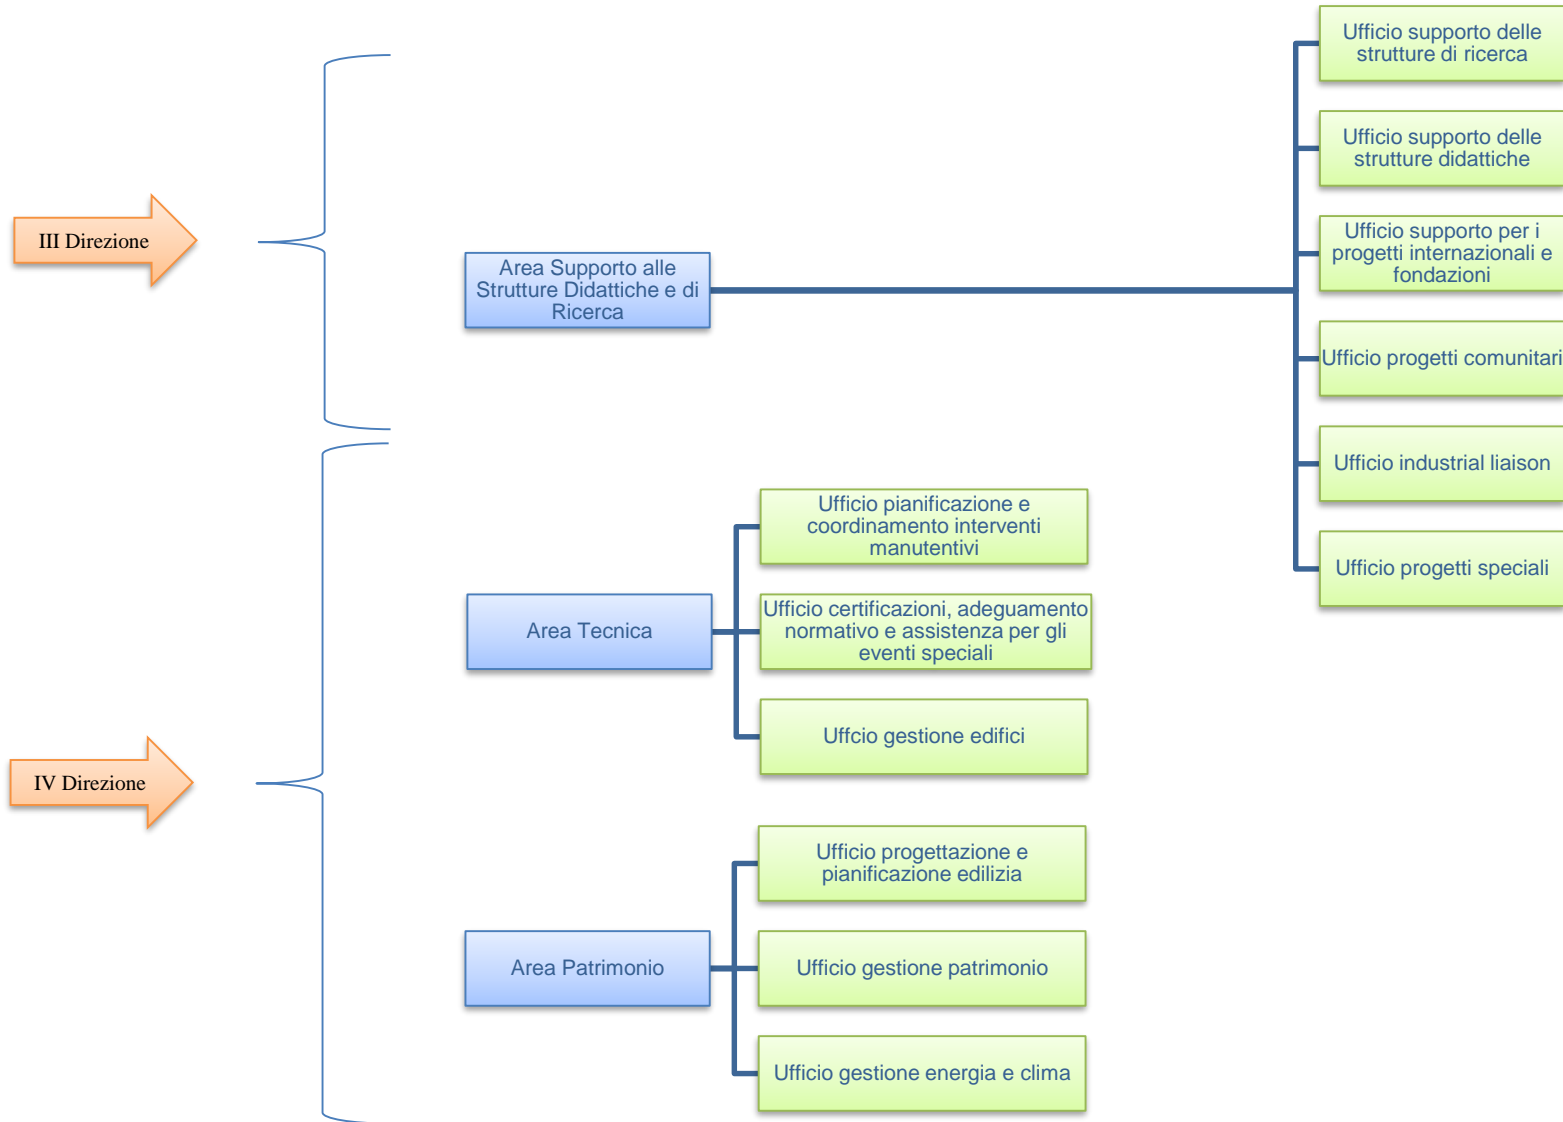 III Direzione
Area Supporto alle
Strutture Didattiche e di
Ricerca
Ufficio supporto delle
strutture di ricerca
Ufficio supporto delle
strutture didattiche
Ufficio supporto per i
progetti internazionali e
fondazioni
Ufficio progetti comunitari
Ufficio industrial liaison
Ufficio progetti speciali
IV Direzione
Area Tecnica
Ufficio pianificazione e
coordinamento interventi
manutentivi
Ufficio certificazioni, adeguamento
normativo e assistenza per gli
eventi speciali
Uffcio gestione edifici
Area Patrimonio
Ufficio progettazione e
pianificazione edilizia
Ufficio gestione patrimonio
Ufficio gestione energia e clima